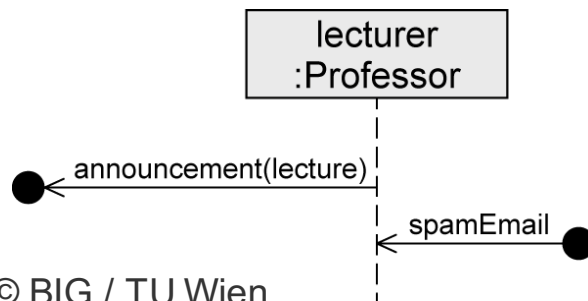 lecturer
:Professor
announcement(lecture)
spamEmail
© BIG / TU Wien